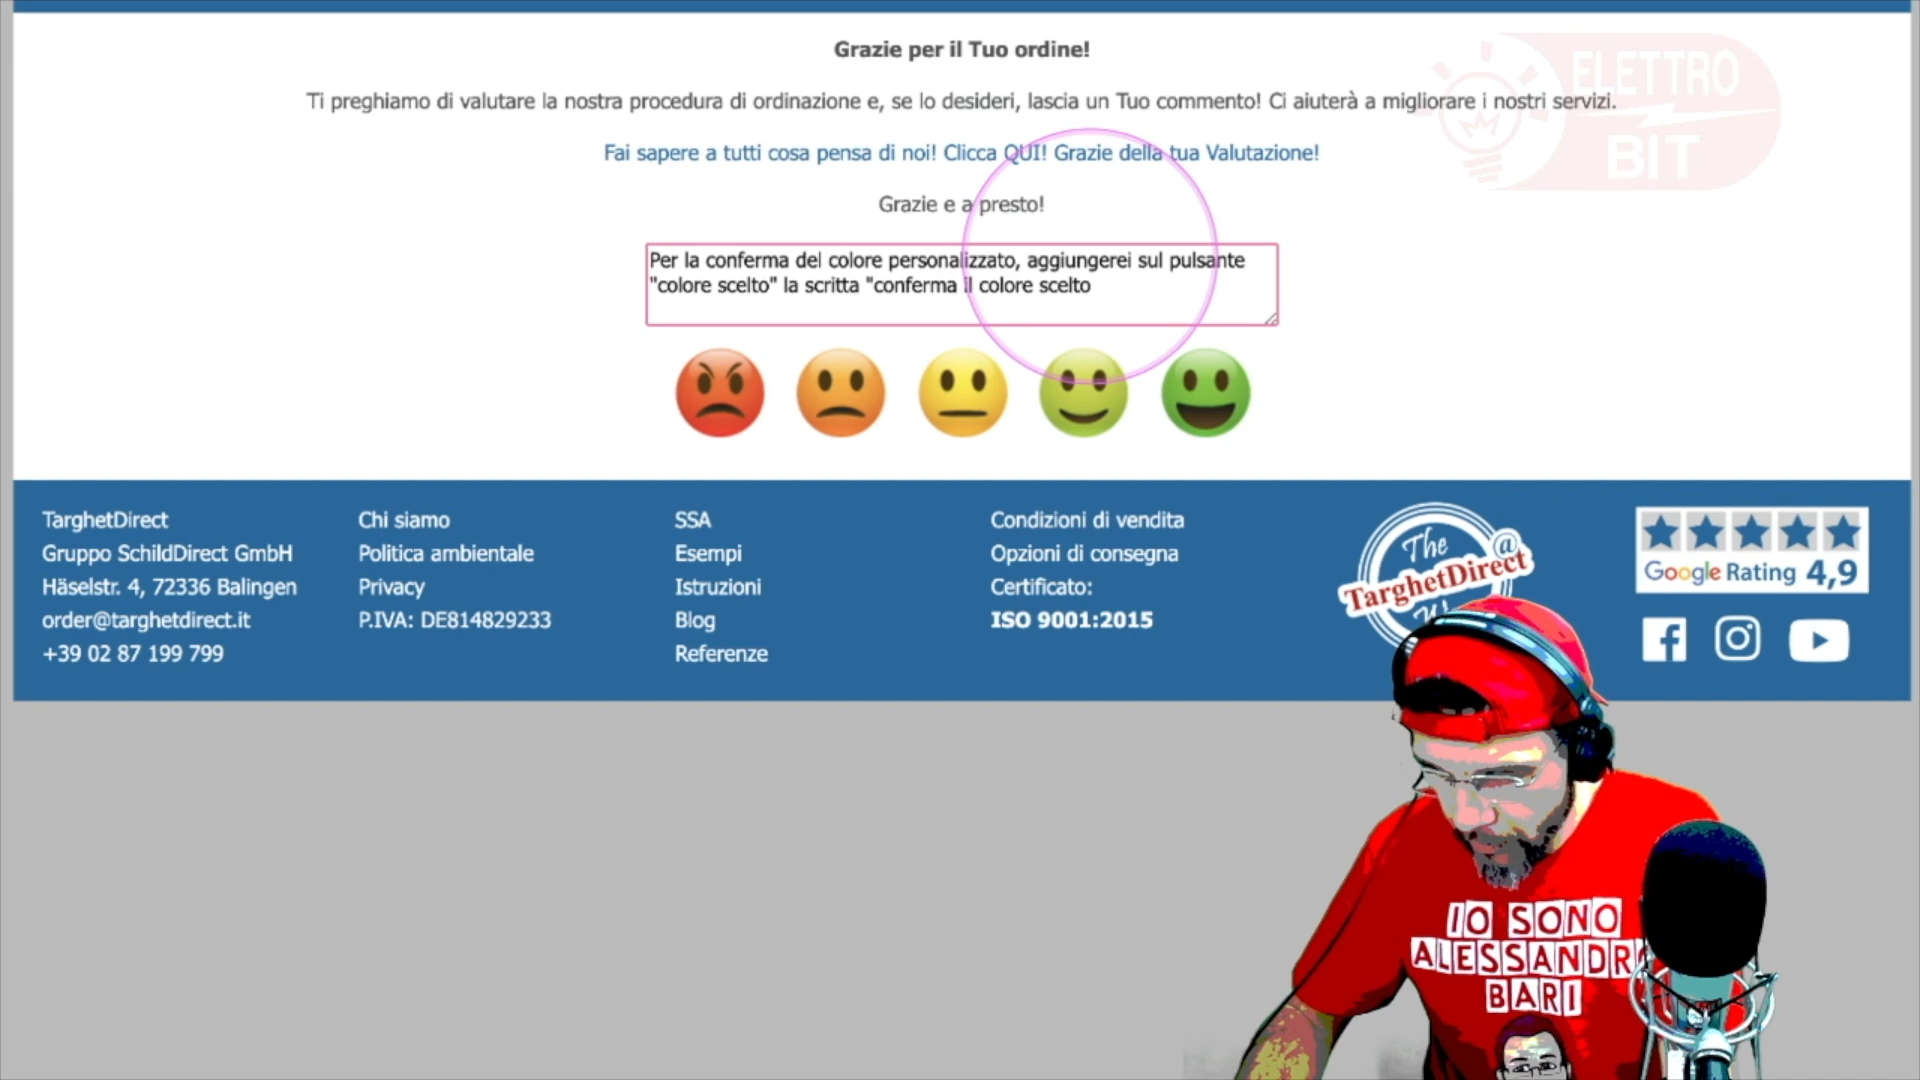 Grazie per il Tuo ordine!
ELETTRO
BIT
Ti preghiamo di valutare la nostra procedura di ordinazione e, se lo desideri, lascia un Tuo commento! Ci aiuterà a migliorare i nostri servizi.
Fai sapere a tutti cosa pensa di noi! Clicca QUI! Grazie della tua Valutazione!
Grazie e a presto!
Per la conferma del colore personalizzato, aggiungerei sul pulsante
"colore scelto" la scritta "conferma il colore scelto
TarghetDirect
Gruppo SchildDirect GmbH
Häselstr. 4, 72336 Balingen
order@targhetdirect.it
+39 02 87 199 799
Chi siamo
Politica ambientale
Privacy
P.IVA: DE814829233
SSA
Esempi
Istruzioni
Blog
Referenze
Condizioni di vendita
Opzioni di consegna
Certificato:
ISO 9001:2015
The @
TarghetDirect
Google Rating 4,9
IO SONO
ALESSANDR
BARI